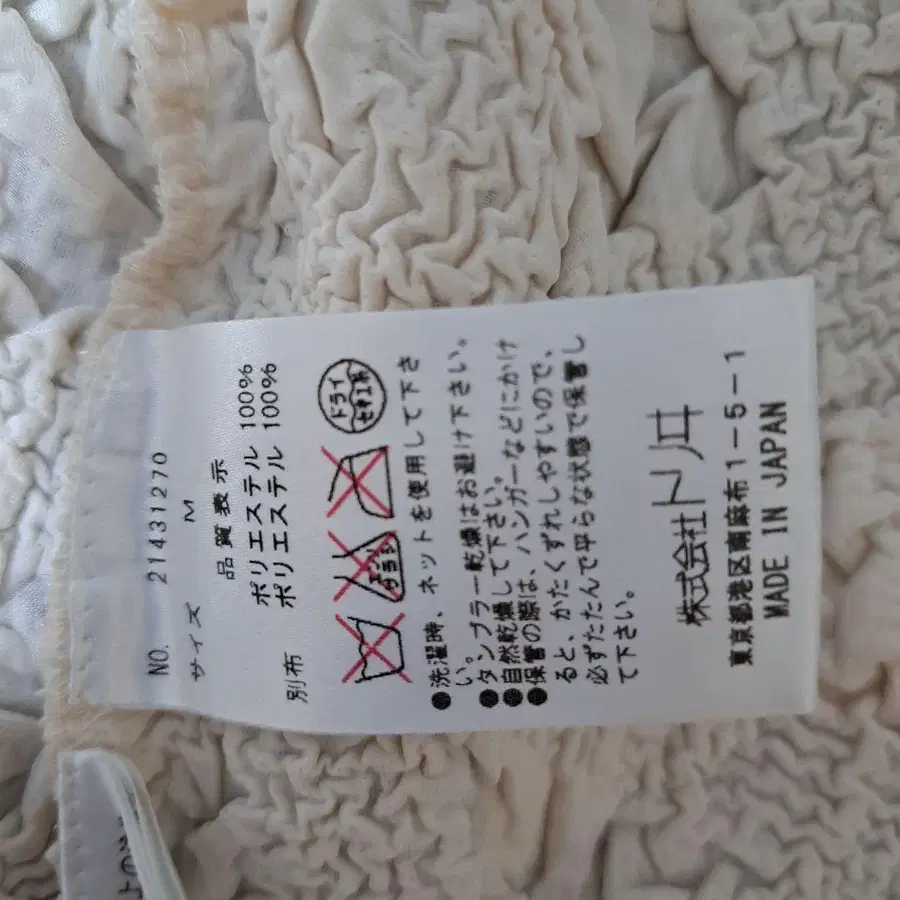 NO. 21431270
サイズ M
品質表示
ポリエステル 100%
別布 ポリエステル 100%
ドライ
セキユ系
エンソ
サラシ
●洗濯時、ネットを使用して下さ
い。
●タンブラー乾燥はお避け下さい。
●自然乾燥して下さい。
●保管の際は、ハンガーなどにかけ
ると、かたくずれしやすいので、
必ずたたんで平らな状態で保管し
て下さい。
株式会社トリヰ
東京都港区南麻布1-5-1
MADE IN JAPAN